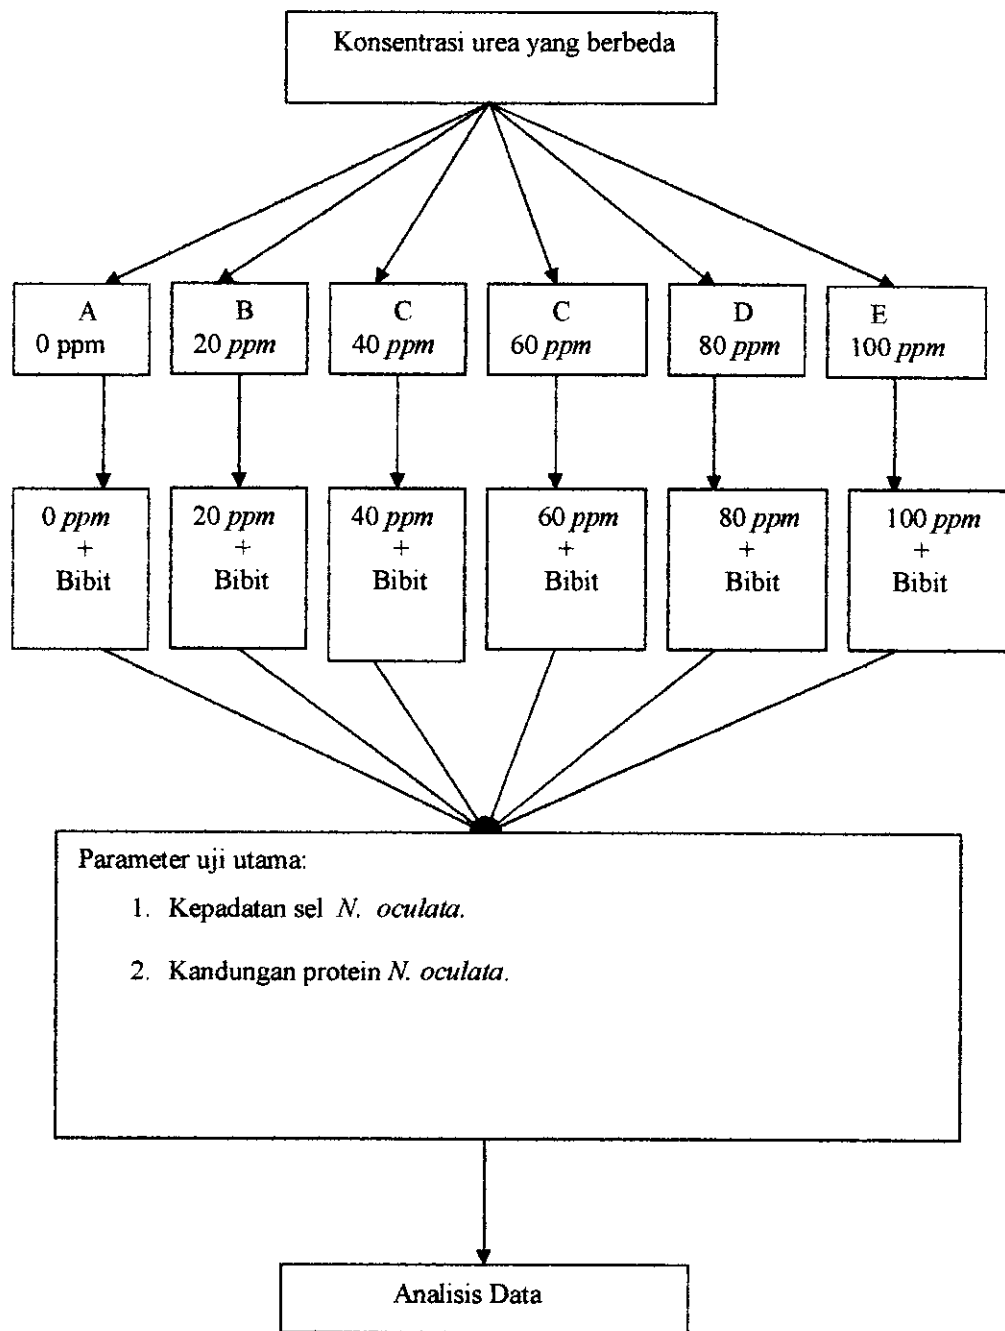 Konsentrasi urea yang berbeda
A B C C D E
0 ppm 20 ppm 40 ppm 60 ppm 80 ppm 100 ppm
0 ppm 20 ppm 40 ppm 60 ppm 80 ppm 100 ppm
+ + + + + +
Bibit Bibit Bibit Bibit Bibit Bibit
Parameter uji utama:
1. Kepadatan sel N. oculata.
2. Kandungan protein N. oculata.
Analisis Data